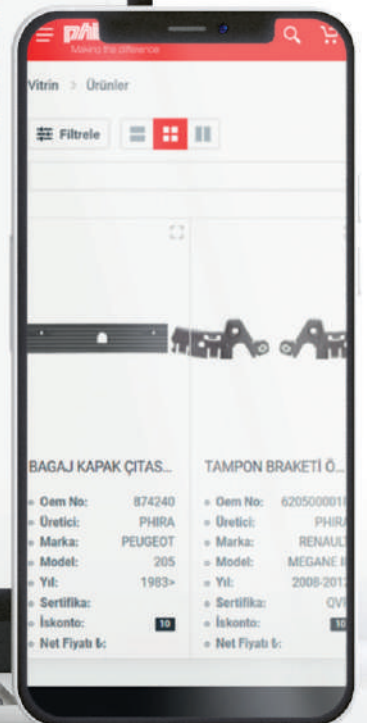 pai
Making the difference
Vitrin > Ürünler
Filtrele
BAGAJ KAPAK ÇITAS...
Oem No: 874240
Üretici: PHIRA
Marka: PEUGEOT
Model: 205
Yıl: 1983>
Sertifika:
İskonto: 10
Net Fiyatı ₺:
TAMPON BRAKETİ Ö...
Oem No:
Üretici: PHIRA
Marka: RENAULT
Model: MEGANE
Yıl:
Sertifika:
İskonto: 10
Net Fiyatı ₺: